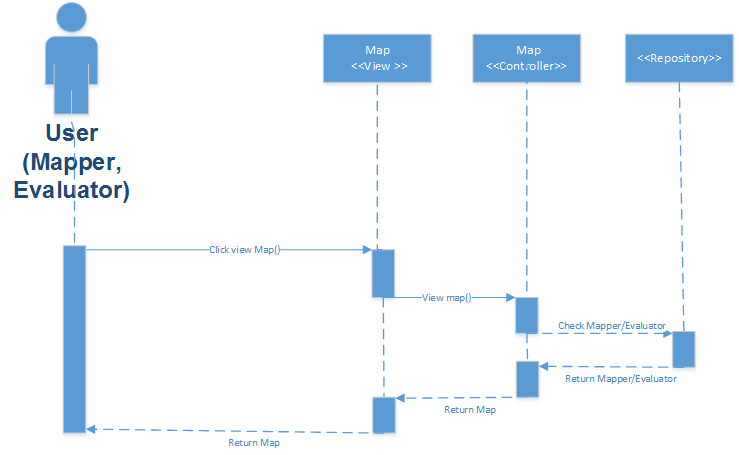 User
(Mapper,
Evaluator)
Map
<<View >>
Map
<<Controller>>
<<Repository>>
Click view Map()
View map()
Check Mapper/Evaluator
Return Mapper/Evaluator
Return Map
Return Map